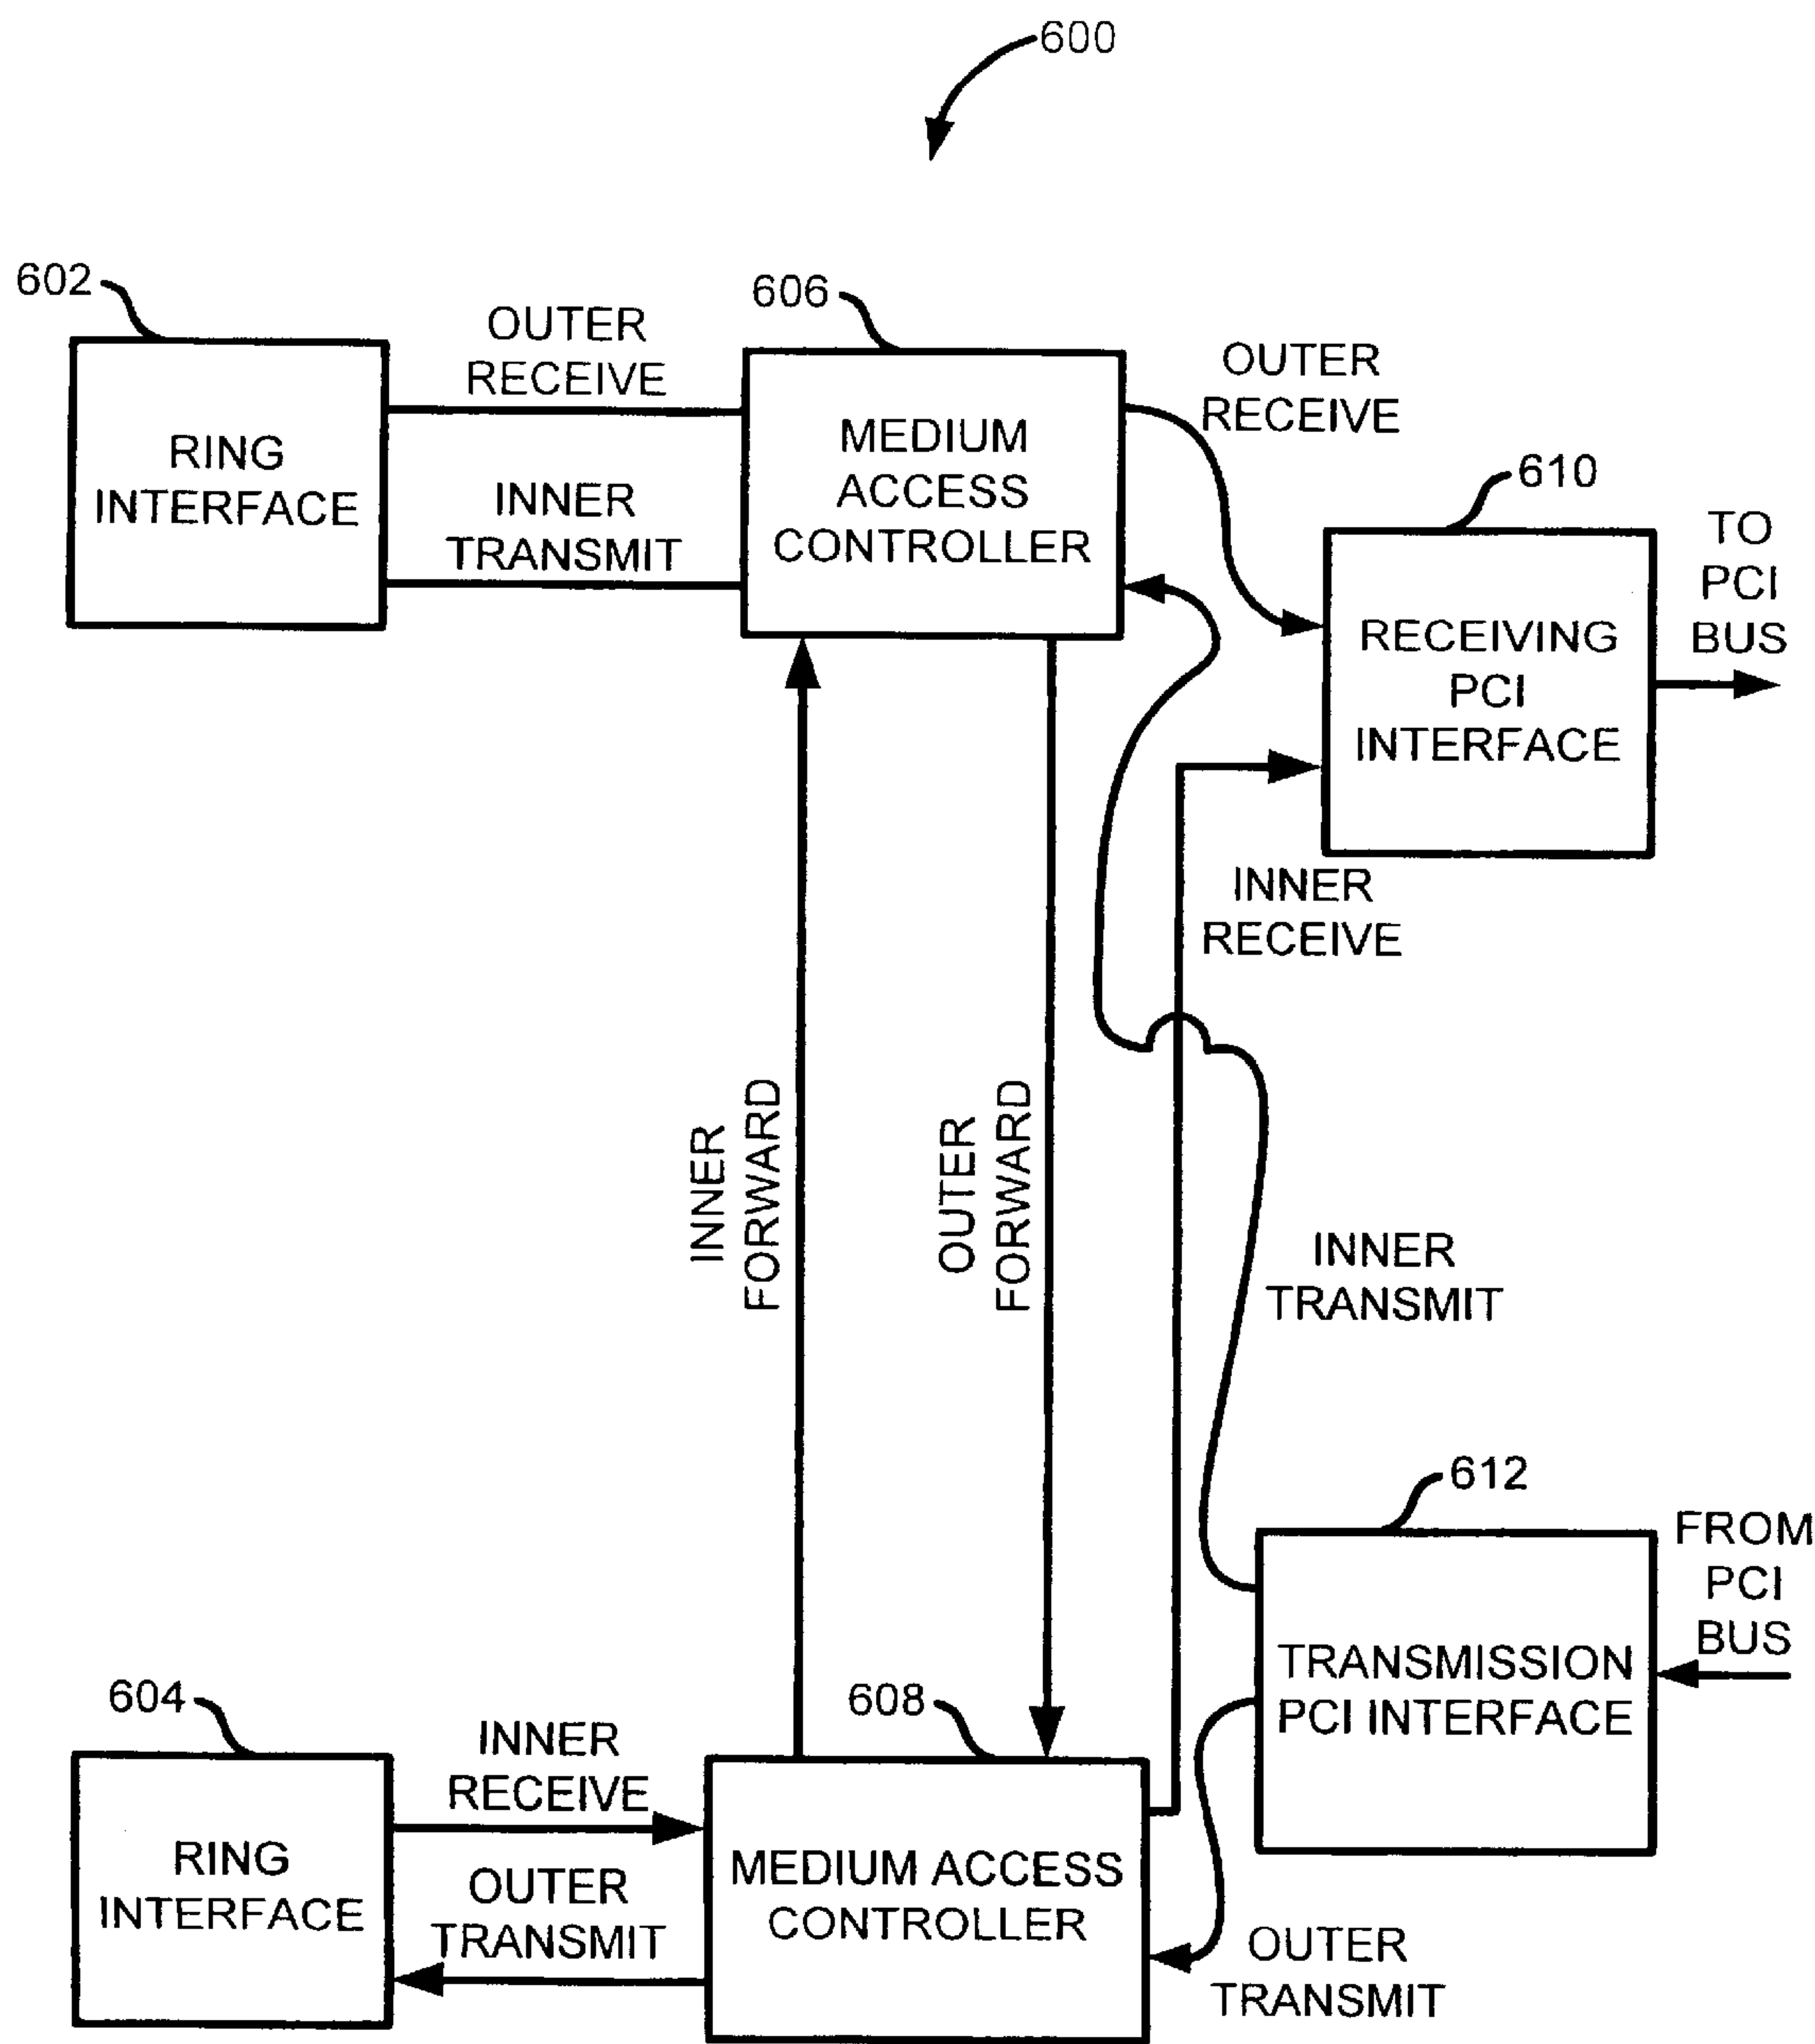 600
602
OUTER
RECEIVE
606
OUTER
RECEIVE
RING
INTERFACE
INNER
TRANSMIT
MEDIUM
ACCESS
CONTROLLER
610
TO
PCI
BUS
RECEIVING
PCI
INTERFACE
INNER
RECEIVE
INNER
FORWARD
OUTER
FORWARD
INNER
TRANSMIT
612
FROM
PCI
BUS
TRANSMISSION
PCI INTERFACE
604
INNER
RECEIVE
608
RING
INTERFACE
OUTER
TRANSMIT
MEDIUM ACCESS
CONTROLLER
OUTER
TRANSMIT